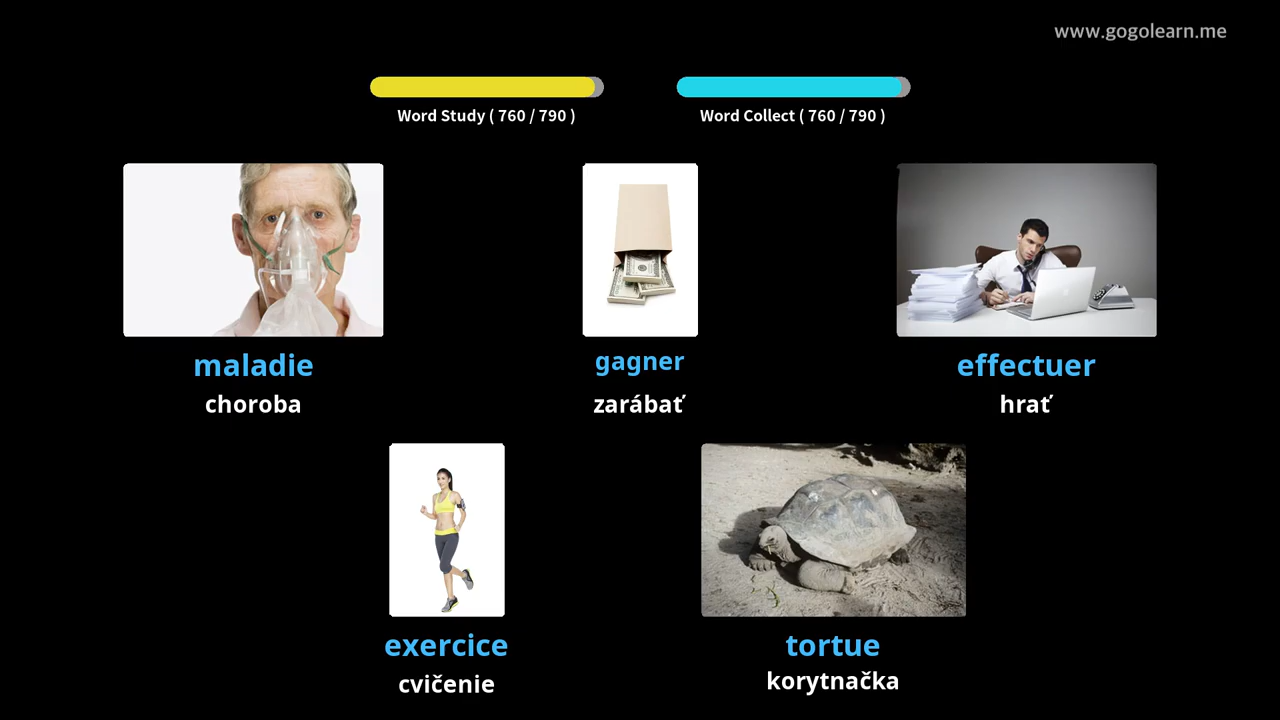 www.gogolearn.me
Word Study ( 760 / 790 )
Word Collect ( 760 / 790 )
maladie
choroba
gagner
zarábať
effectuer
hrať
exercice
cvičenie
tortue
korytnačka